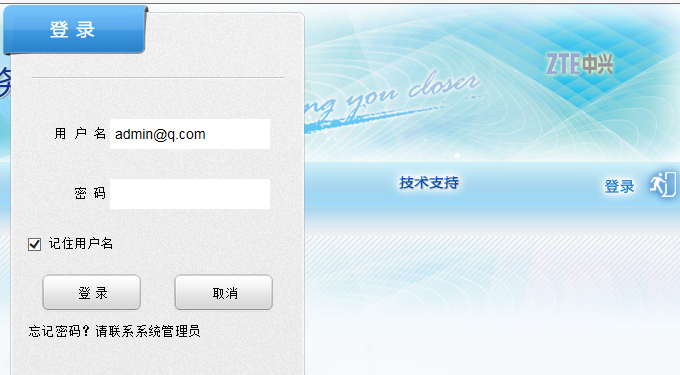 登 录
ZTE中兴
ng you closer
用 户 名 admin@q.com
技术支持
登录
密 码
记住用户名
登 录 取消
忘记密码？请联系系统管理员